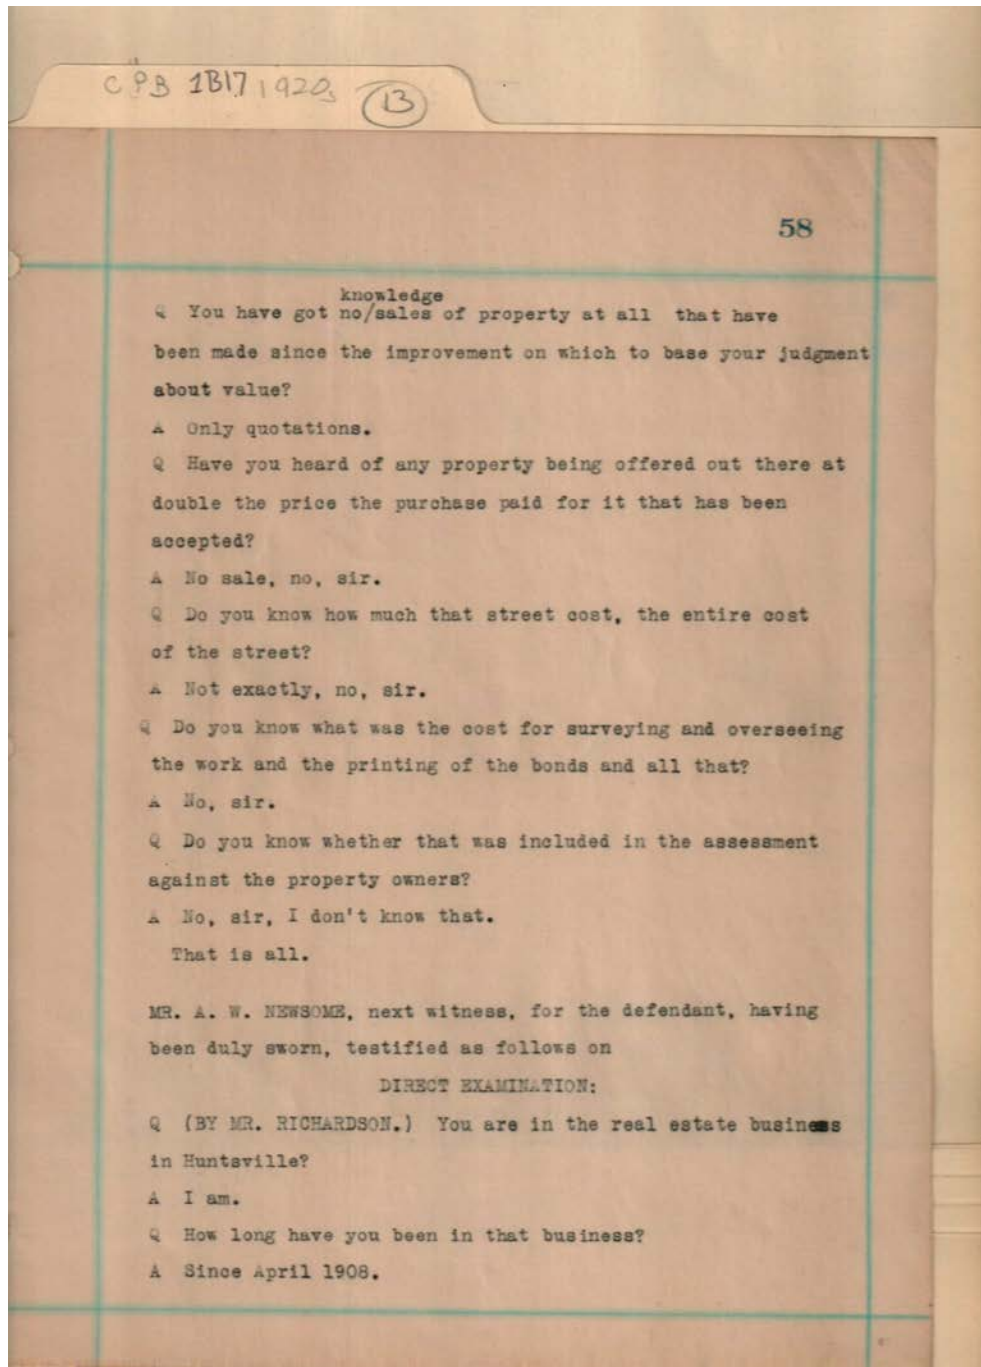 CPB 1B17 1920s 13
58
knowledge
Q You have got no/sales of property at all that have
been made since the improvement on which to base your judgment
about value?
A Only quotations.
Q Have you heard of any property being offered out there at
double the price the purchase paid for it that has been
accepted?
A No sale, no, sir.
Q Do you know how much that street cost, the entire cost
of the street?
A Not exactly, no, sir.
Q Do you know what was the cost for surveying and overseeing
the work and the printing of the bonds and all that?
A No, sir.
Q Do you know whether that was included in the assessment
against the property owners?
A No, sir, I don't know that.
That is all.
MR. A. W. NEWSOME, next witness, for the defendant, having
been duly sworn, testified as follows on
DIRECT EXAMINATION:
Q (BY MR. RICHARDSON.) You are in the real estate business
in Huntsville?
A I am.
Q How long have you been in that business?
A Since April 1908.